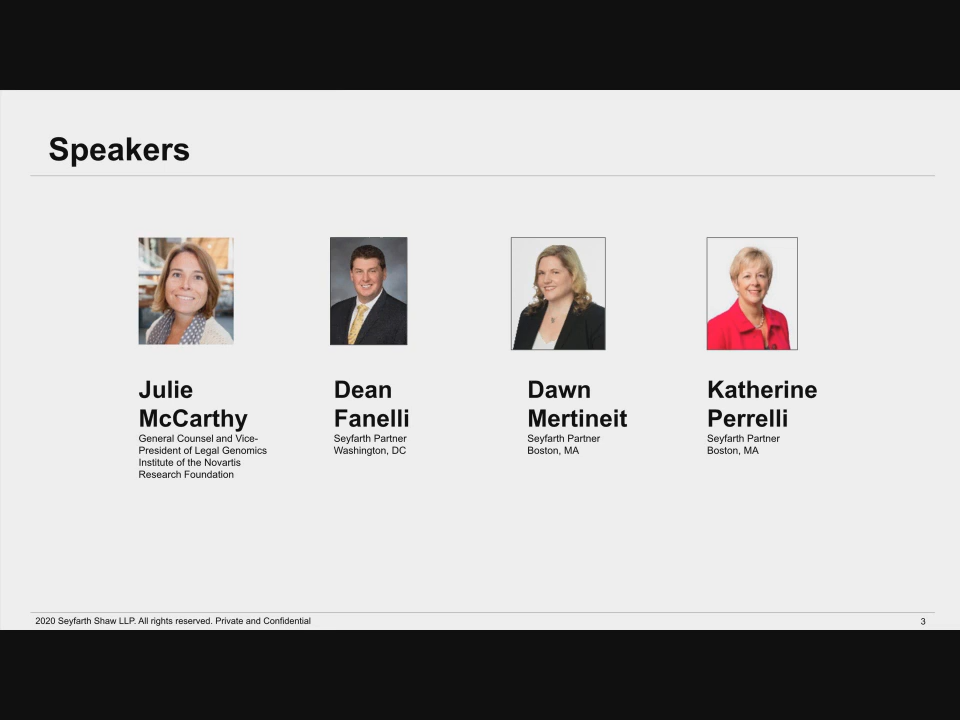 Speakers
Julie
McCarthy
General Counsel and Vice-
President of Legal Genomics
Institute of the Novartis
Research Foundation
Dean
Fanelli
Seyfarth Partner
Washington, DC
Dawn
Mertineit
Seyfarth Partner
Boston, MA
Katherine
Perrelli
Seyfarth Partner
Boston, MA
2020 Seyfarth Shaw LLP. All rights reserved. Private and Confidential
3